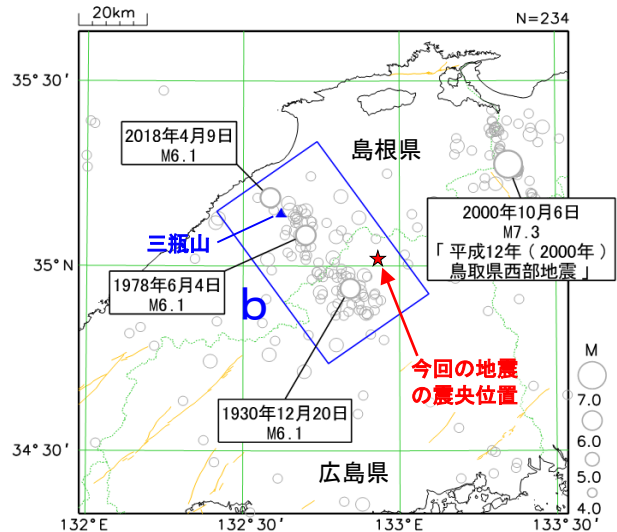 20km
N=234
35°30′
2018年4月9日
M6.1
島根県
三瓶山
2000年10月6日
M7.3
「平成12年（2000年）
鳥取県西部地震」
35°N
1978年6月4日
M6.1
b
今回の地震
の震央位置
M
7.0
6.0
5.0
4.0
1930年12月20日
M6.1
34°30′
広島県
132°E
132°30′
133°00′
133°30′